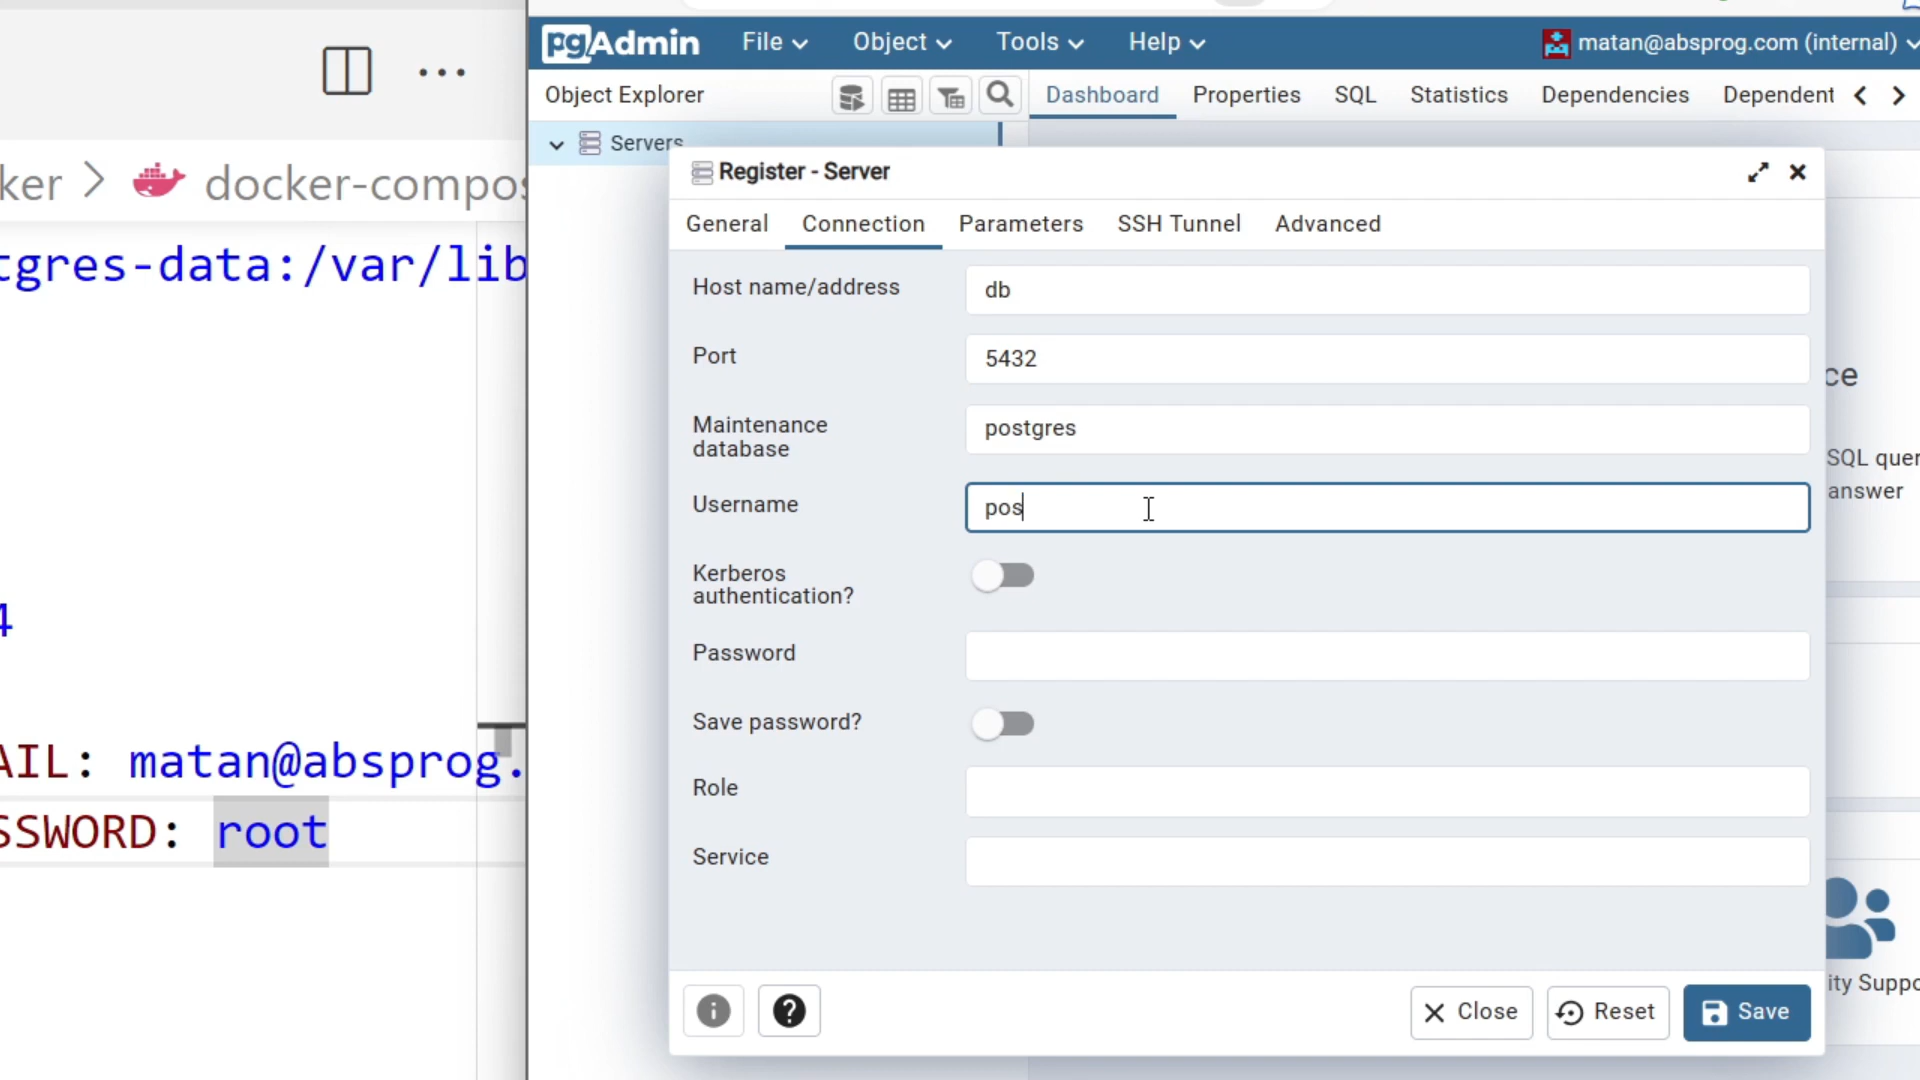 ker > docker-compos
tgres-data:/var/lib
4
AIL: matan@absprog.
SSWORD: root
pgAdmin File Object Tools Help matan@absprog.com (internal)
Object Explorer Dashboard Properties SQL Statistics Dependencies Dependent
Servers
Register - Server
General Connection Parameters SSH Tunnel Advanced
Host name/address db
Port 5432
Maintenance
database
postgres
Username pos
Kerberos
authentication?
Password
Save password?
Role
Service
Close Reset Save
ce
SQL quer
answer
ity Suppo